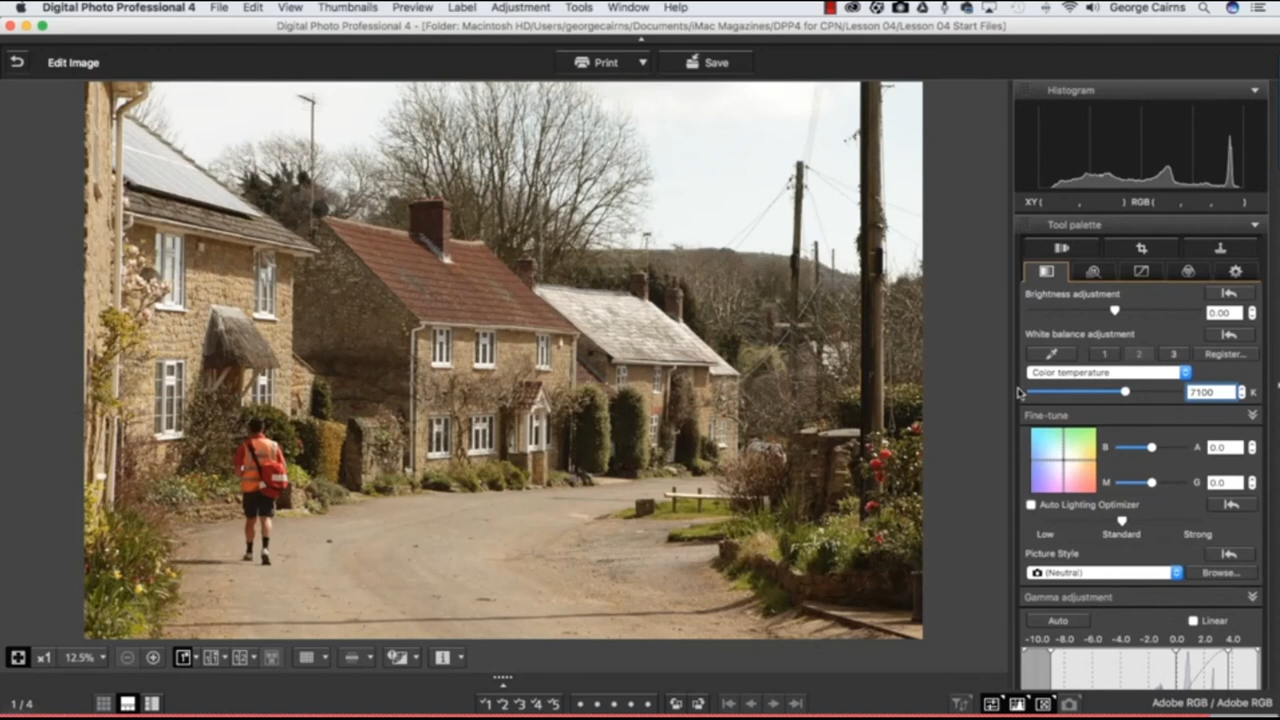 Digital Photo Professional 4 File Edit View Thumbnails Preview Label Adjustment Tools Window Help George Cairns
Digital Photo Professional 4 - [Folder: Macintosh HD/Users/georgecairns/Documents/iMac Magazines/DPP4 for CPN/Lesson 04/Lesson 04 Start Files]
Edit Image Print Save
Histogram
XY( , ) RGB( , , )
Tool palette
Brightness adjustment
0.00
White balance adjustment
1 2 3 Register...
Color temperature
7100 K
Fine-tune
B A 0.0
M G 0.0
Auto Lighting Optimizer
Low Standard Strong
Picture Style
(Neutral) Browse...
Gamma adjustment
Auto Linear
-10.0 -8.0 -6.0 -4.0 -2.0 0.0 2.0 4.0
x1 12.5%
1 / 4 1 2 3 4 5 Adobe RGB / Adobe RGB